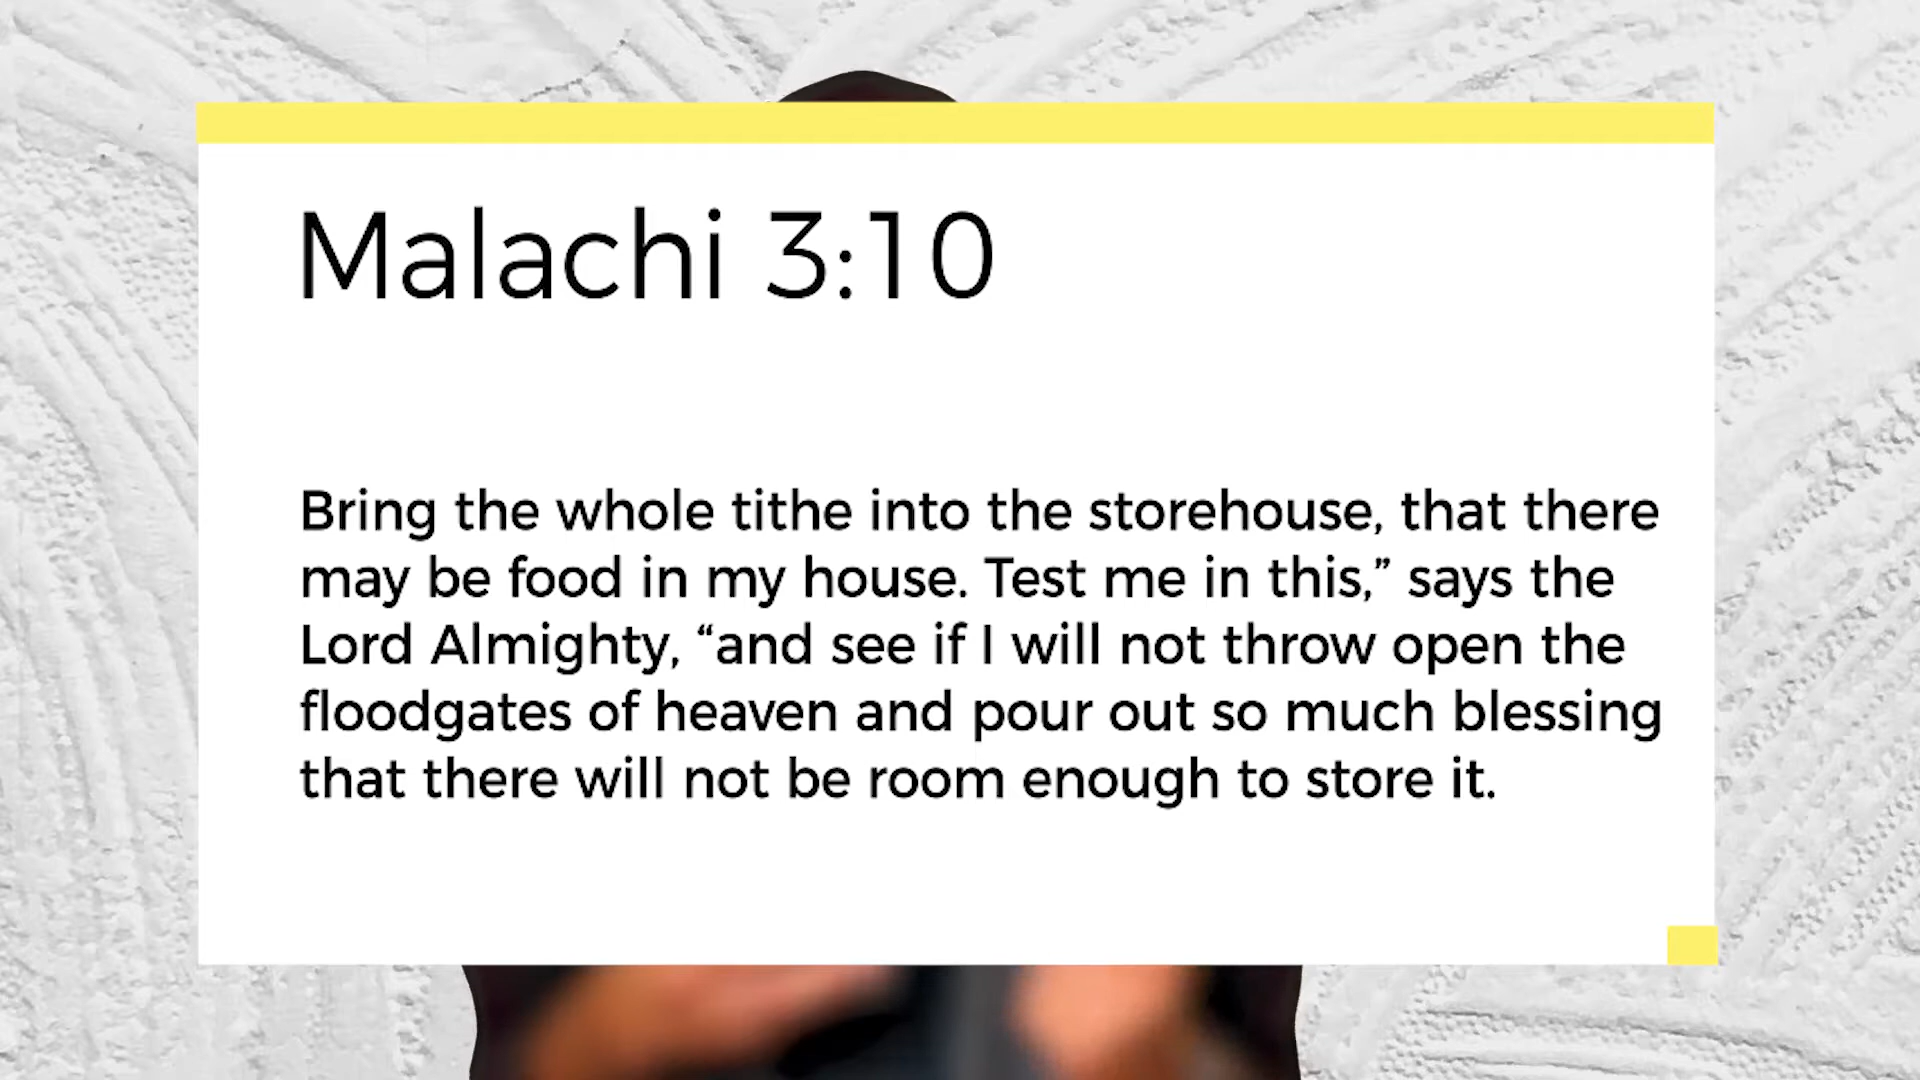 Malachi 3:10
Bring the whole tithe into the storehouse, that there
may be food in my house. Test me in this,” says the
Lord Almighty, “and see if I will not throw open the
floodgates of heaven and pour out so much blessing
that there will not be room enough to store it.